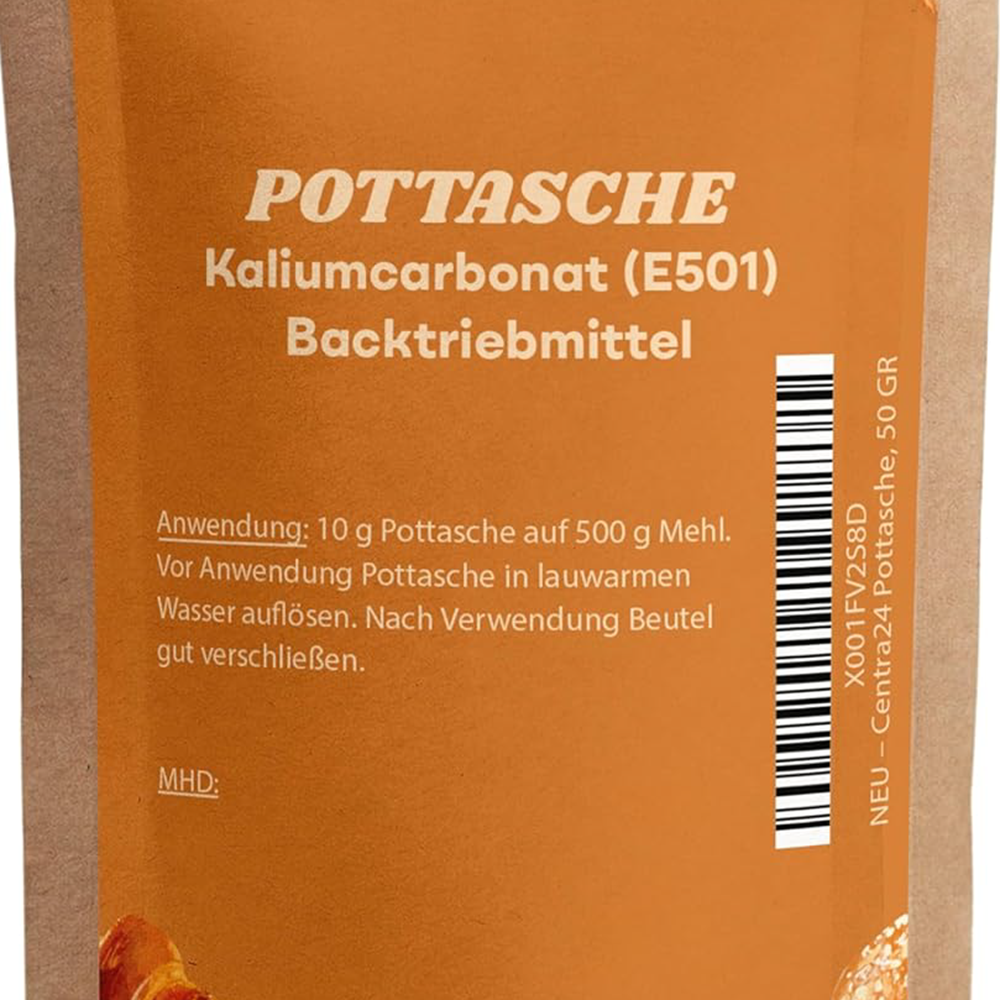 POTTASCHE
Kaliumcarbonat (E501)
Backtriebmittel
Anwendung: 10 g Pottasche auf 500 g Mehl.
Vor Anwendung Pottasche in lauwarmen
Wasser auflösen. Nach Verwendung Beutel
gut verschließen.
MHD:
X001FV2S8D
NEU – Centra24 Pottasche, 50 GR